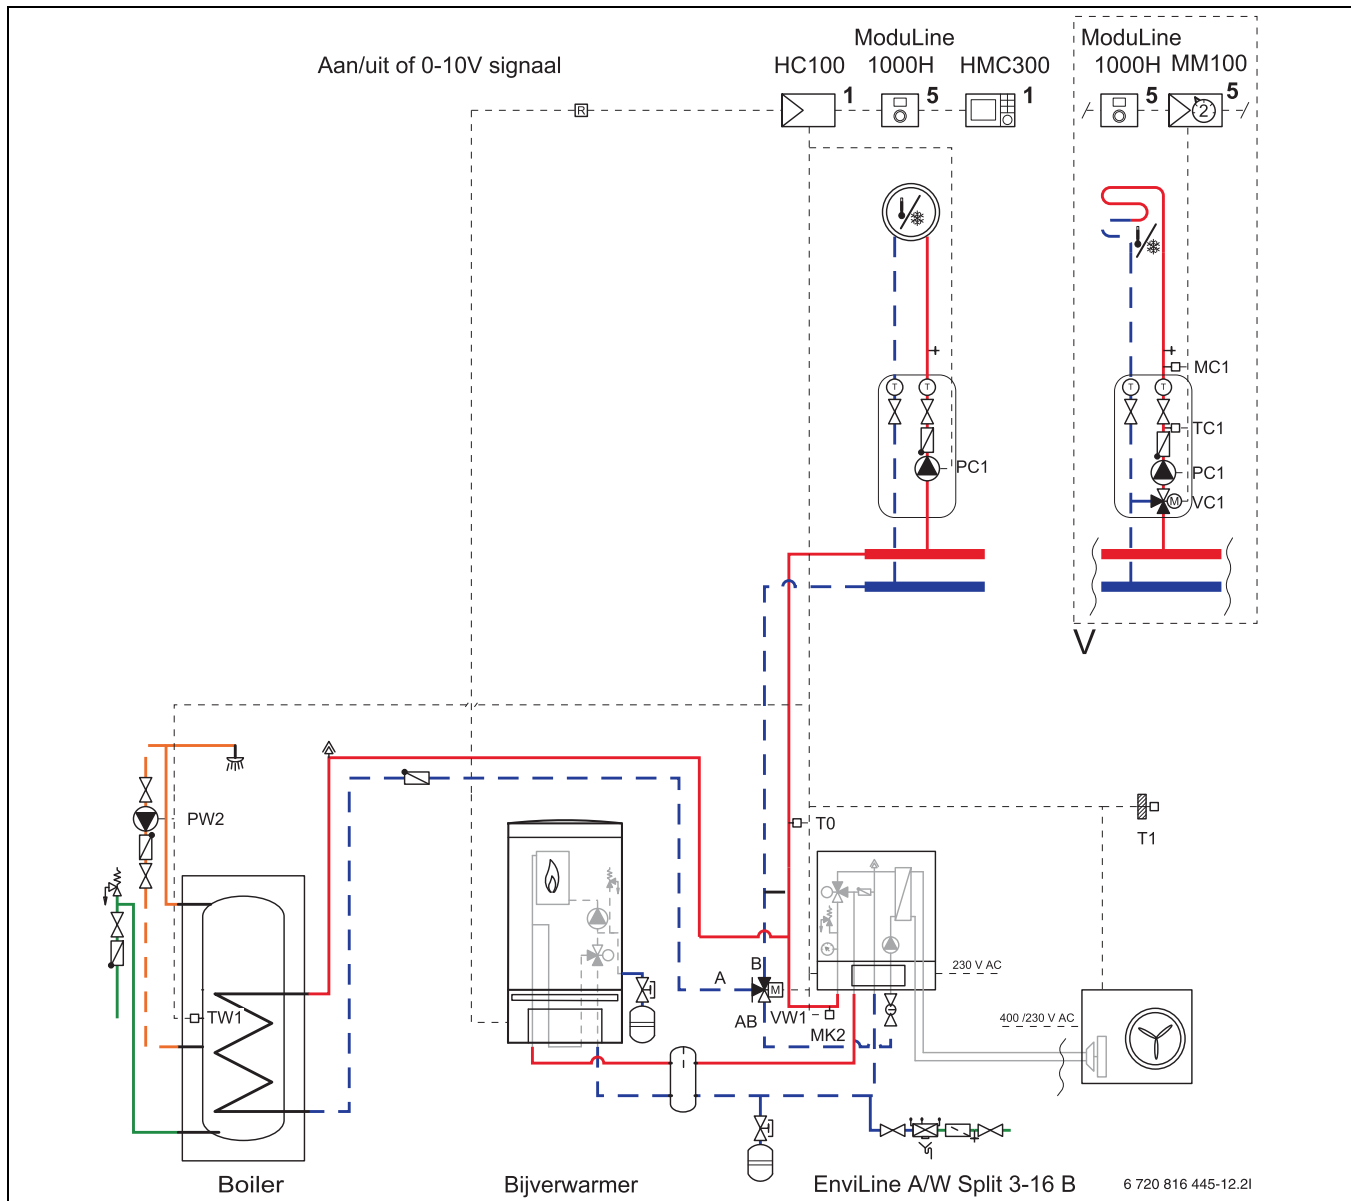 ModuLine
ModuLine
Aan/uit of 0-10V signaal
HC100
1000H
HMC300
1000H
MM100
1
5
1
5
5
R
2
MC1
T
T
T
T
TC1
PC1
PC1
M
VC1
V
PW2
T0
T1
B
230 V AC
A
M
AB
VW1
400 /230 V AC
TW1
MK2
Boiler
Bijverwarmer
EnviLine A/W Split 3-16 B
6 720 816 445-12.2I